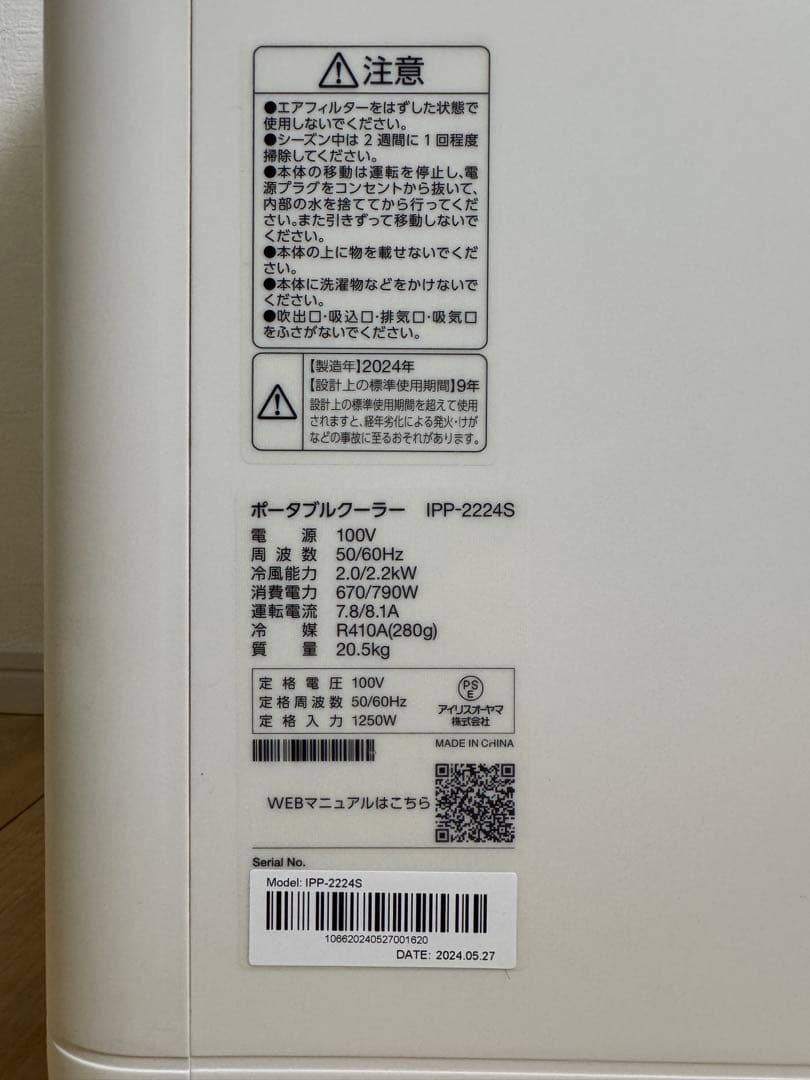 注意
●エアフィルターをはずした状態で
使用しないでください。
●シーズン中は2週間に1回程度
掃除してください。
●本体の移動は運転を停止し、電
源プラグをコンセントから抜いて、
内部の水を捨ててから行ってくだ
さい。また引きずって移動しないで
ください。
●本体の上に物を載せないでくだ
さい。
●本体に洗濯物などをかけないで
ください。
●吹出口・吸込口・排気口・吸気口
をふさがないでください。
【製造年】2024年
【設計上の標準使用期間】9年
設計上の標準使用期間を超えて使用
されますと、経年劣化による発火・けが
などの事故に至るおそれがあります。
ポータブルクーラー IPP-2224S
電源 100V
周波数 50/60Hz
冷風能力 2.0/2.2kW
消費電力 670/790W
運転電流 7.8/8.1A
冷媒 R410A(280g)
質量 20.5kg
定格電圧 100V
定格周波数 50/60Hz
定格入力 1250W
PS
E
アイリスオーヤマ
株式会社
MADE IN CHINA
WEBマニュアルはこちら
Serial No.
Model: IPP-2224S
106620240527001620
DATE: 2024.05.27